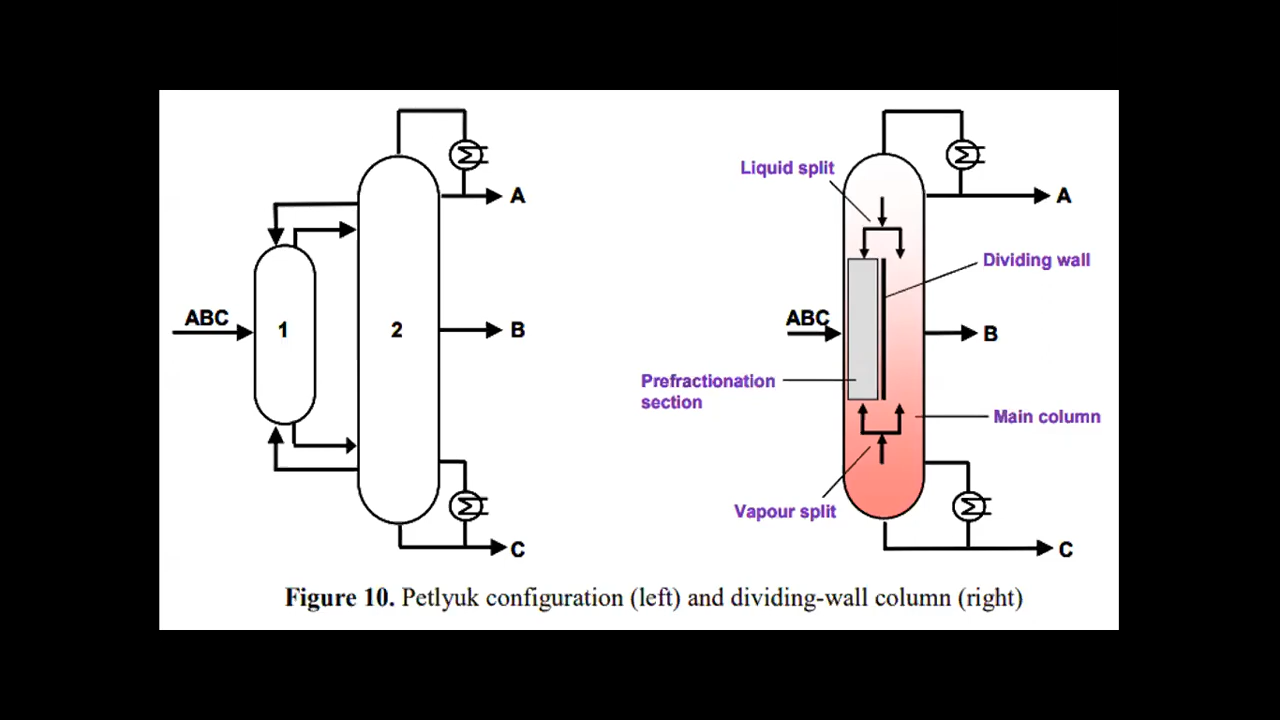 A
ABC
1
2
B
C
Liquid split
A
Dividing wall
ABC
B
Prefractionation
section
Main column
Vapour split
C
Figure 10. Petlyuk configuration (left) and dividing-wall column (right)